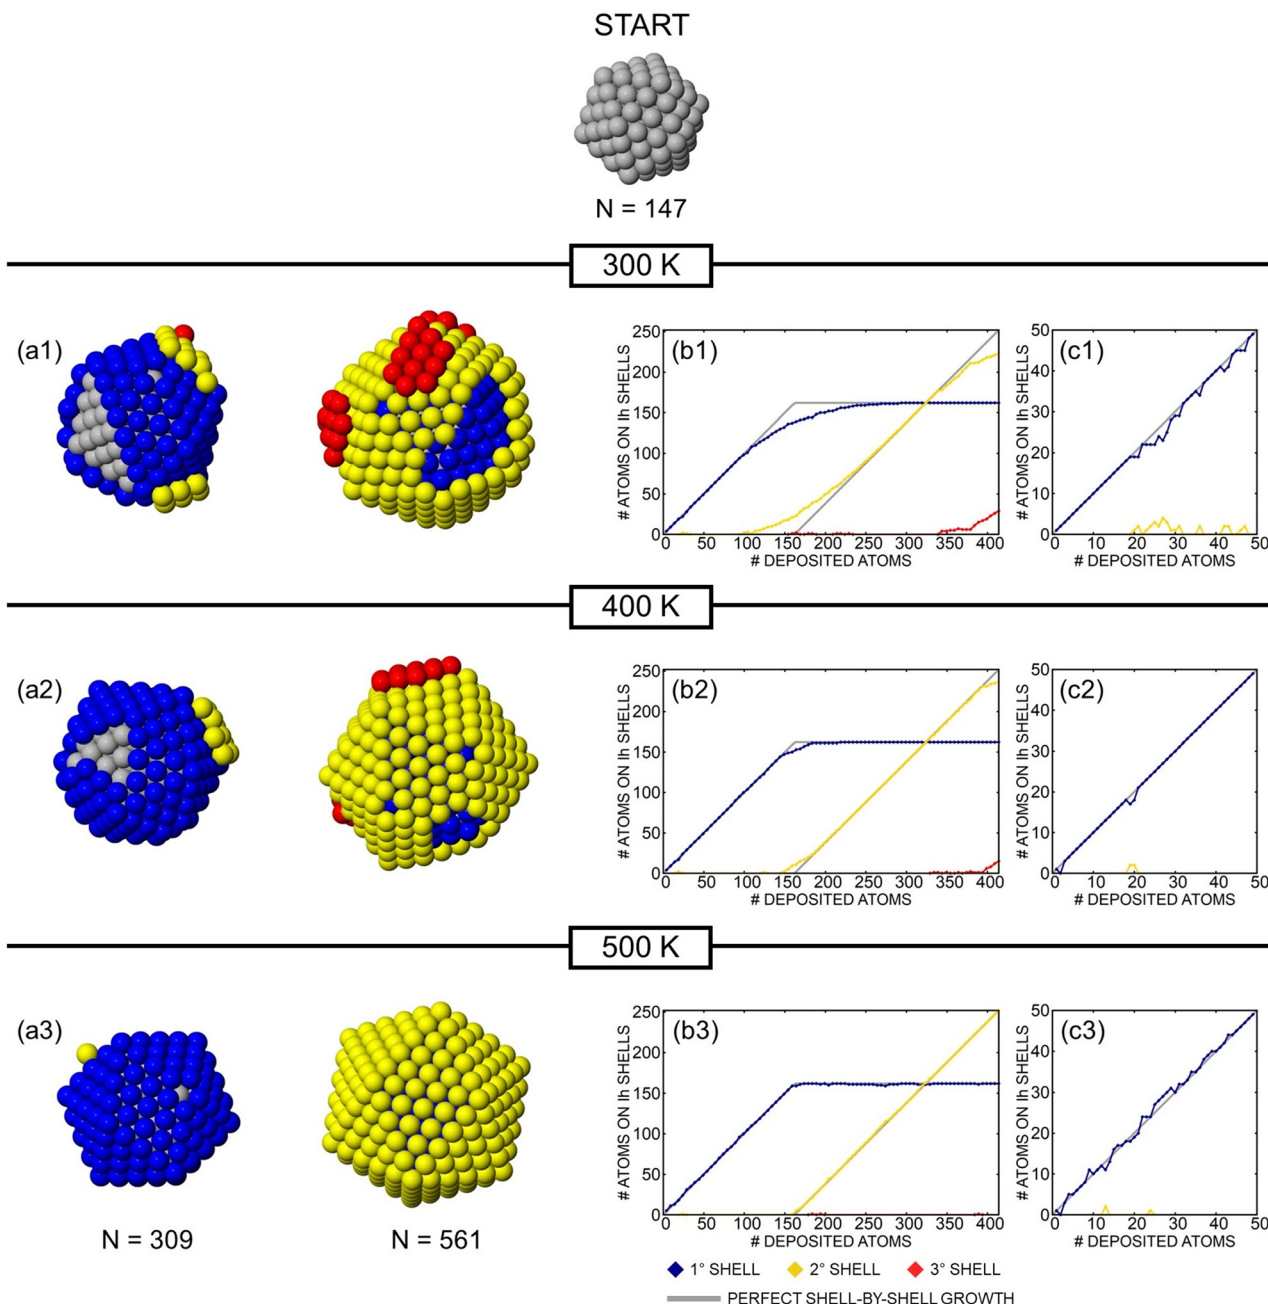 START
N = 147
300 K
(a1)
(b1)
(c1)
# ATOMS ON Ih SHELLS
250
200
150
100
50
0
0 50 100 150 200 250 300 350 400
# DEPOSITED ATOMS
# ATOMS ON Ih SHELLS
50
40
30
20
10
0
0 10 20 30 40 50
# DEPOSITED ATOMS
400 K
(a2)
(b2)
(c2)
# ATOMS ON Ih SHELLS
250
200
150
100
50
0
0 50 100 150 200 250 300 350 400
# DEPOSITED ATOMS
# ATOMS ON Ih SHELLS
50
40
30
20
10
0
0 10 20 30 40 50
# DEPOSITED ATOMS
500 K
(a3)
(b3)
(c3)
# ATOMS ON Ih SHELLS
250
200
150
100
50
0
0 50 100 150 200 250 300 350 400
# DEPOSITED ATOMS
# ATOMS ON Ih SHELLS
50
40
30
20
10
0
0 10 20 30 40 50
# DEPOSITED ATOMS
N = 309
N = 561
1° SHELL 2° SHELL 3° SHELL
PERFECT SHELL-BY-SHELL GROWTH